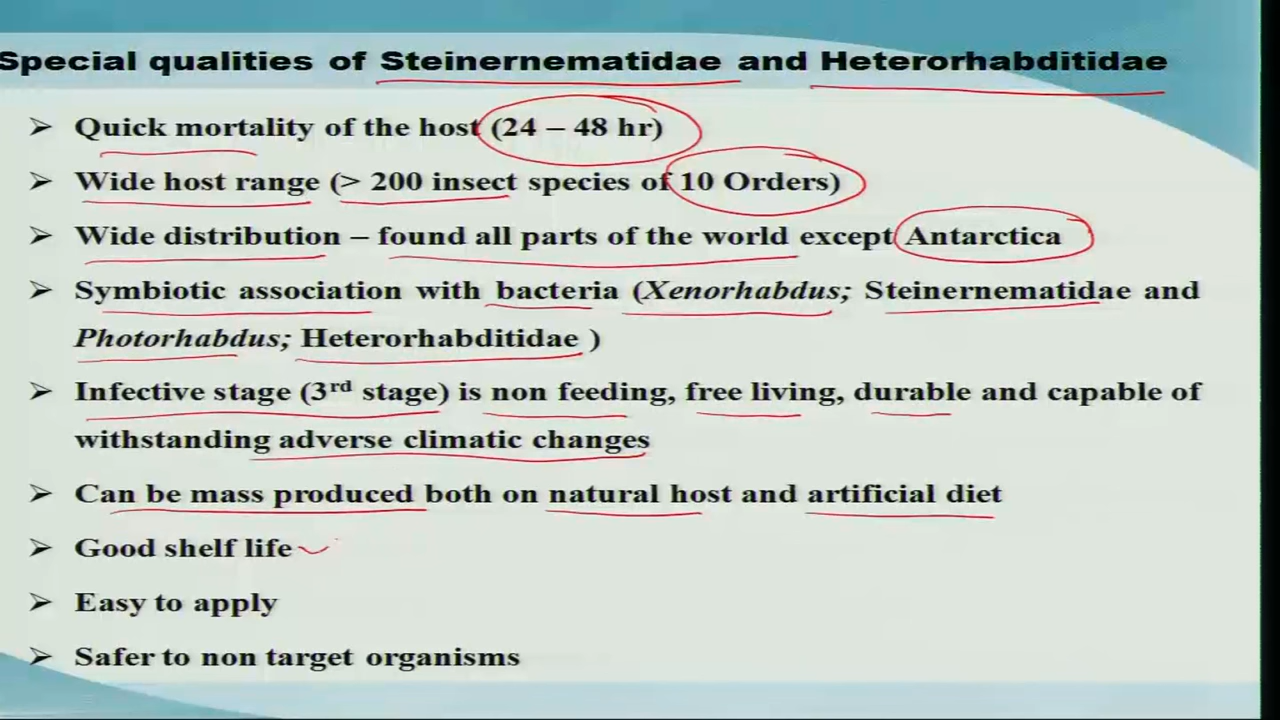 Special qualities of Steinernematidae and Heterorhabditidae
➢ Quick mortality of the host (24 – 48 hr)
➢ Wide host range (> 200 insect species of 10 Orders)
➢ Wide distribution – found all parts of the world except Antarctica
➢ Symbiotic association with bacteria (Xenorhabdus; Steinernematidae and
Photorhabdus; Heterorhabditidae )
➢ Infective stage (3rd stage) is non feeding, free living, durable and capable of
withstanding adverse climatic changes
➢ Can be mass produced both on natural host and artificial diet
➢ Good shelf life
➢ Easy to apply
➢ Safer to non target organisms